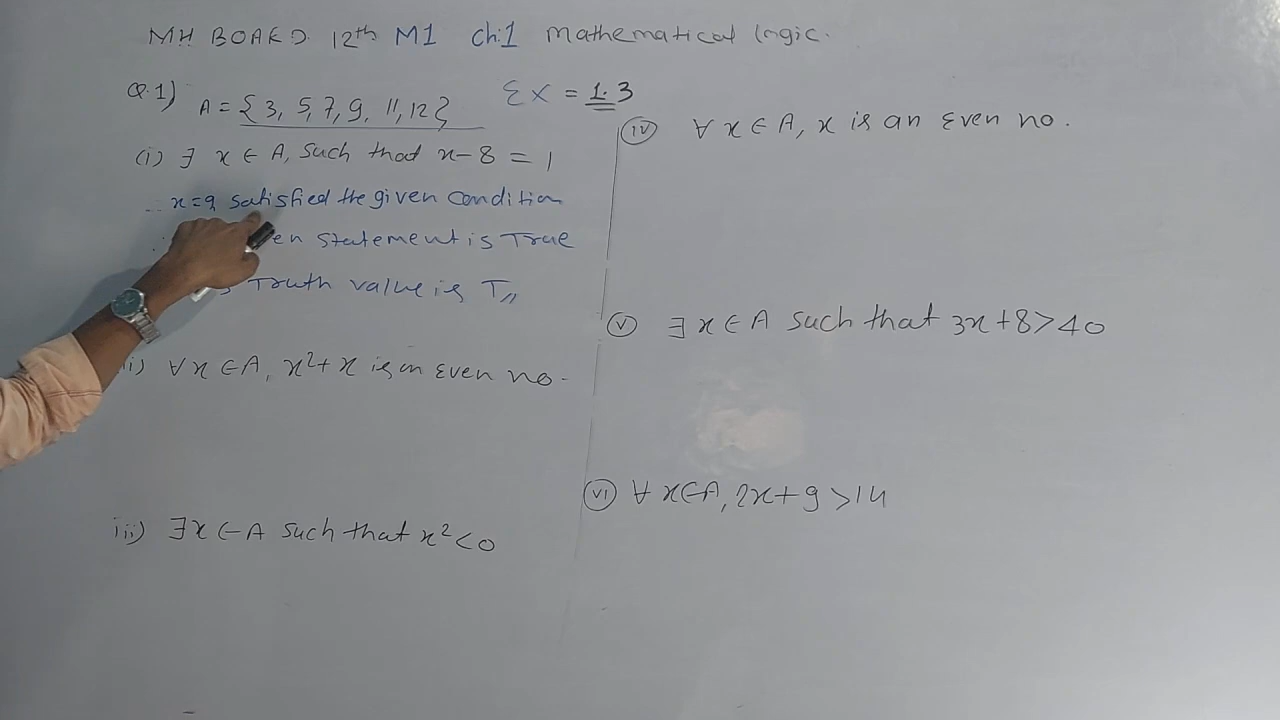 MH BOARD 12th M1 ch:1 Mathematical Logic.
Q.1) A = {3, 5, 7, 9, 11, 12} Ex = 1.3
(i) ∃ x ∈ A, such that x - 8 = 1
∴ x = 9 satisfied the given condition
statement is True
Truth value is T//
ii) ∀ x ∈ A, x²+x is an Even no.
iii) ∃ x ∈ A such that x² < 0
(iv) ∀ x ∈ A, x is an Even no.
(v) ∃ x ∈ A such that 3x+8>40
(vi) ∀ x ∈ A, 2x+9>14